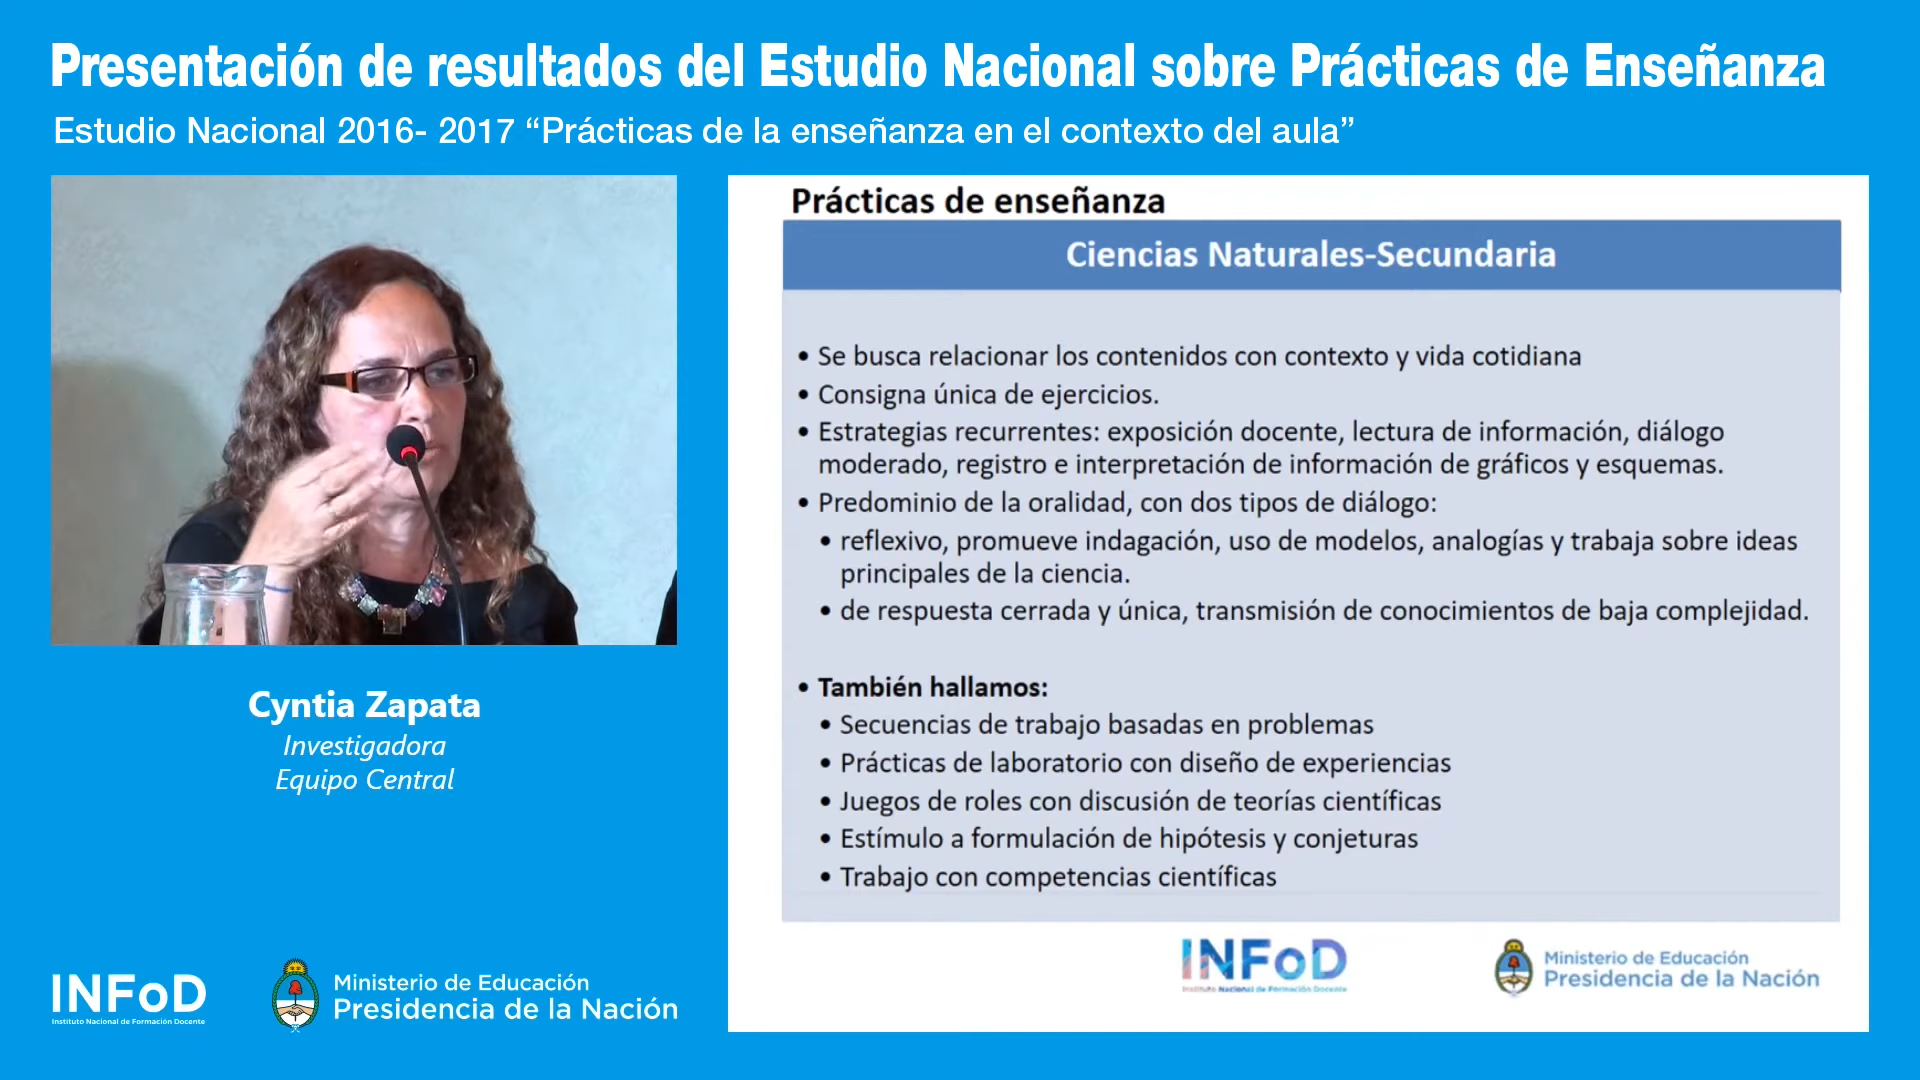 Presentación de resultados del Estudio Nacional sobre Prácticas de Enseñanza
Estudio Nacional 2016- 2017 “Prácticas de la enseñanza en el contexto del aula”
Cyntia Zapata
Investigadora
Equipo Central
INFoD
Instituto Nacional de Formación Docente
Ministerio de Educación
Presidencia de la Nación
Prácticas de enseñanza
Ciencias Naturales-Secundaria
• Se busca relacionar los contenidos con contexto y vida cotidiana
• Consigna única de ejercicios.
• Estrategias recurrentes: exposición docente, lectura de información, diálogo
moderado, registro e interpretación de información de gráficos y esquemas.
• Predominio de la oralidad, con dos tipos de diálogo:
• reflexivo, promueve indagación, uso de modelos, analogías y trabaja sobre ideas
principales de la ciencia.
• de respuesta cerrada y única, transmisión de conocimientos de baja complejidad.
• También hallamos:
• Secuencias de trabajo basadas en problemas
• Prácticas de laboratorio con diseño de experiencias
• Juegos de roles con discusión de teorías científicas
• Estímulo a formulación de hipótesis y conjeturas
• Trabajo con competencias científicas
INFoD
Instituto Nacional de Formación Docente
Ministerio de Educación
Presidencia de la Nación